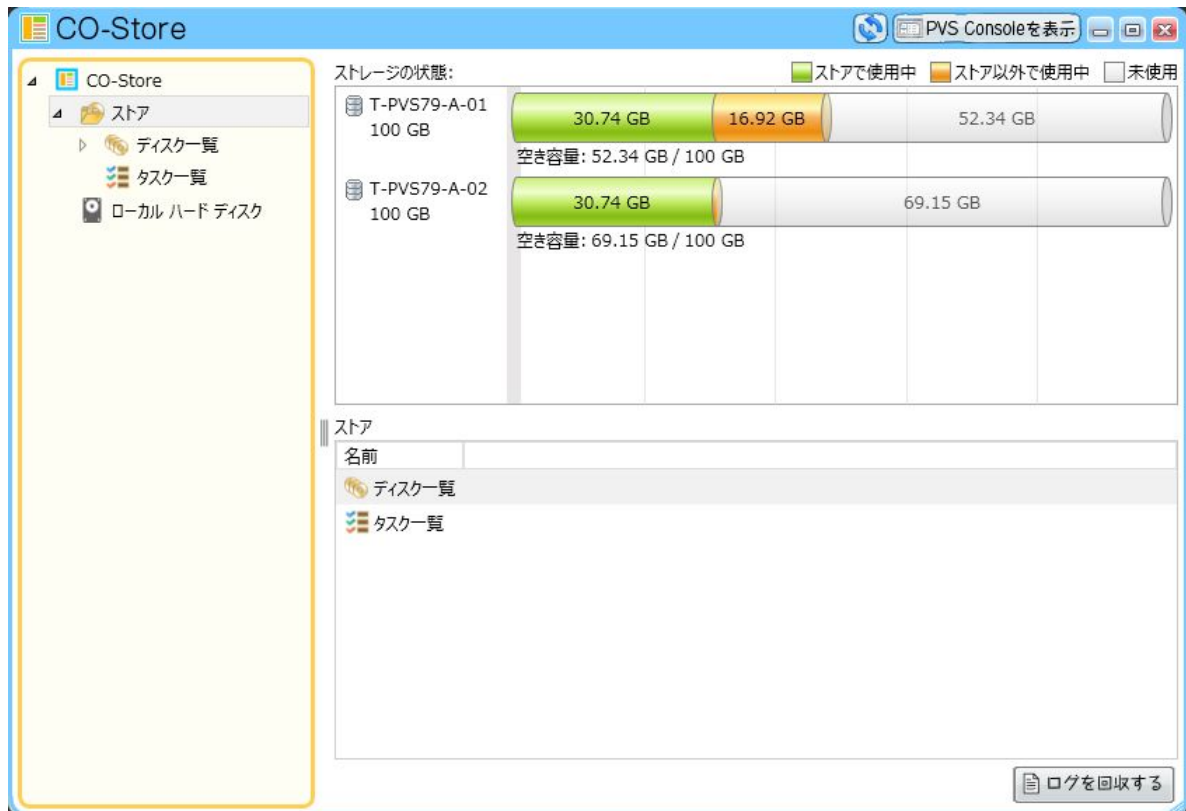 CO-Store
PVS Consoleを表示
CO-Store
ストア
ディスク一覧
タスク一覧
ローカル ハード ディスク
ストレージの状態:
ストアで使用中 ストア以外で使用中 未使用
T-PVS79-A-01
100 GB
30.74 GB 16.92 GB 52.34 GB
空き容量: 52.34 GB / 100 GB
T-PVS79-A-02
100 GB
30.74 GB 69.15 GB
空き容量: 69.15 GB / 100 GB
ストア
名前
ディスク一覧
タスク一覧
ログを回収する